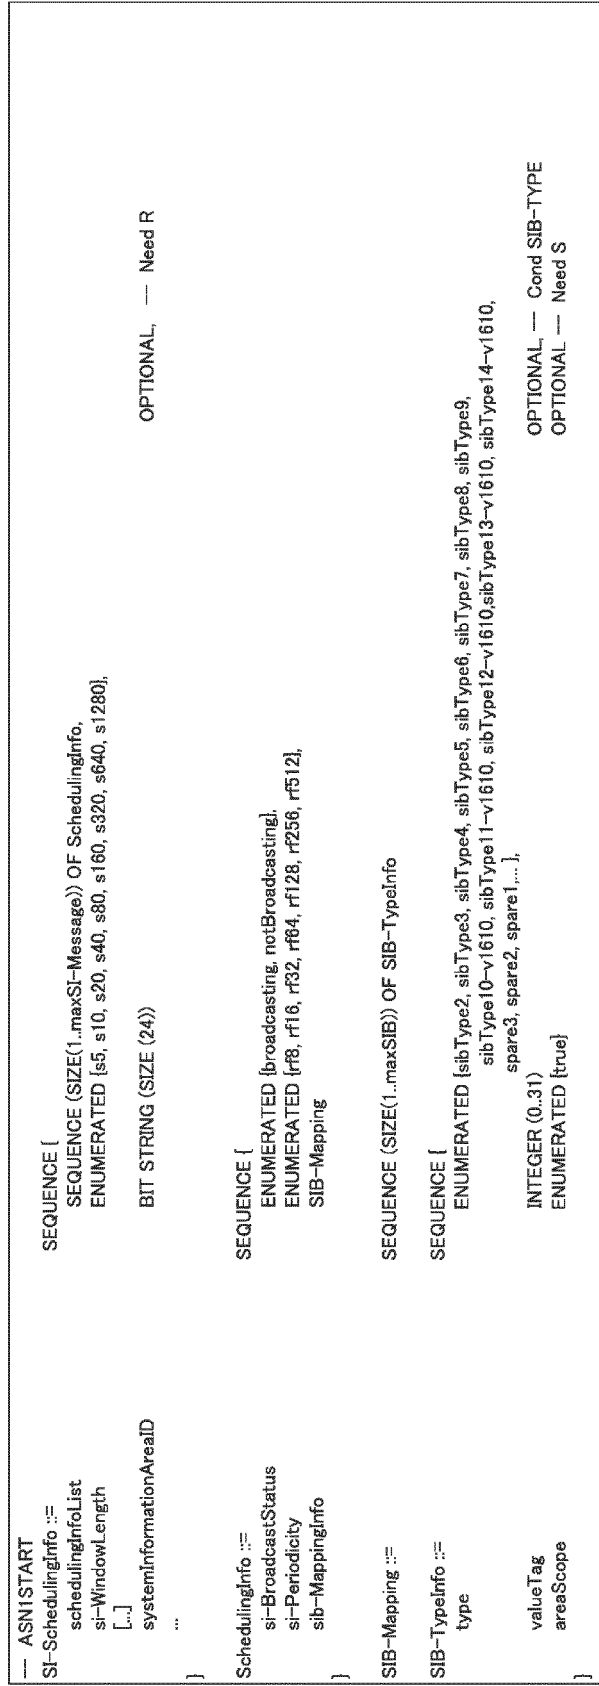 — ASN1START
SI-SchedulingInfo ::= SEQUENCE {
schedulingInfoList SEQUENCE (SIZE(1..maxSI-Message)) OF SchedulingInfo,
si-WindowLength ENUMERATED {s5, s10, s20, s40, s80, s160, s320, s640, s1280},
[...]
systemInformationAreaID BIT STRING (SIZE (24)) OPTIONAL, — Need R
...
}
SchedulingInfo ::= SEQUENCE {
si-BroadcastStatus ENUMERATED {broadcasting, notBroadcasting},
si-Periodicity ENUMERATED {rf8, rf16, rf32, rf64, rf128, rf256, rf512},
sib-MappingInfo SIB-Mapping
}
SIB-Mapping ::= SEQUENCE (SIZE(1..maxSIB)) OF SIB-TypeInfo
SIB-TypeInfo ::= SEQUENCE {
type ENUMERATED {sibType2, sibType3, sibType4, sibType5, sibType6, sibType7, sibType8, sibType9,
sibType10-v1610, sibType11-v1610, sibType12-v1610,sibType13-v1610, sibType14-v1610,
spare3, spare2, spare1,... },
valueTag INTEGER (0..31) OPTIONAL, — Cond SIB-TYPE
areaScope ENUMERATED {true} OPTIONAL — Need S
}